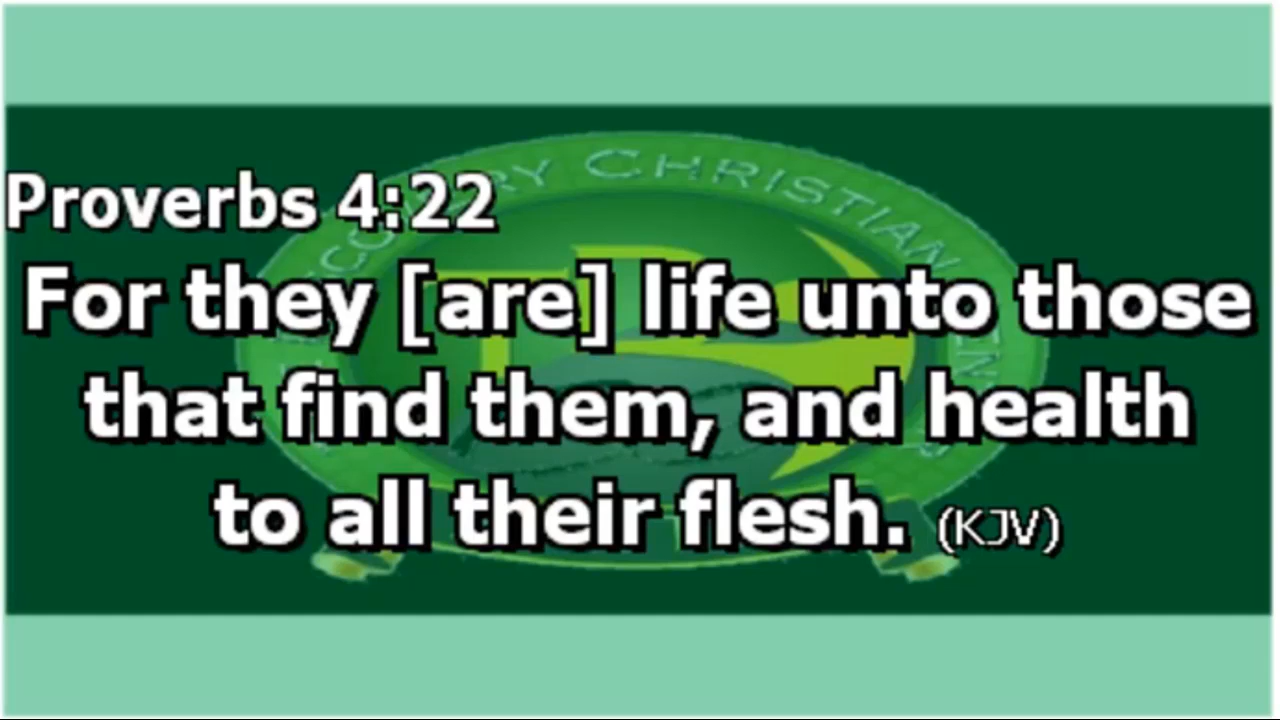 Proverbs 4:22
For they [are] life unto those
that find them, and health
to all their flesh. (KJV)
CHRISTIAN